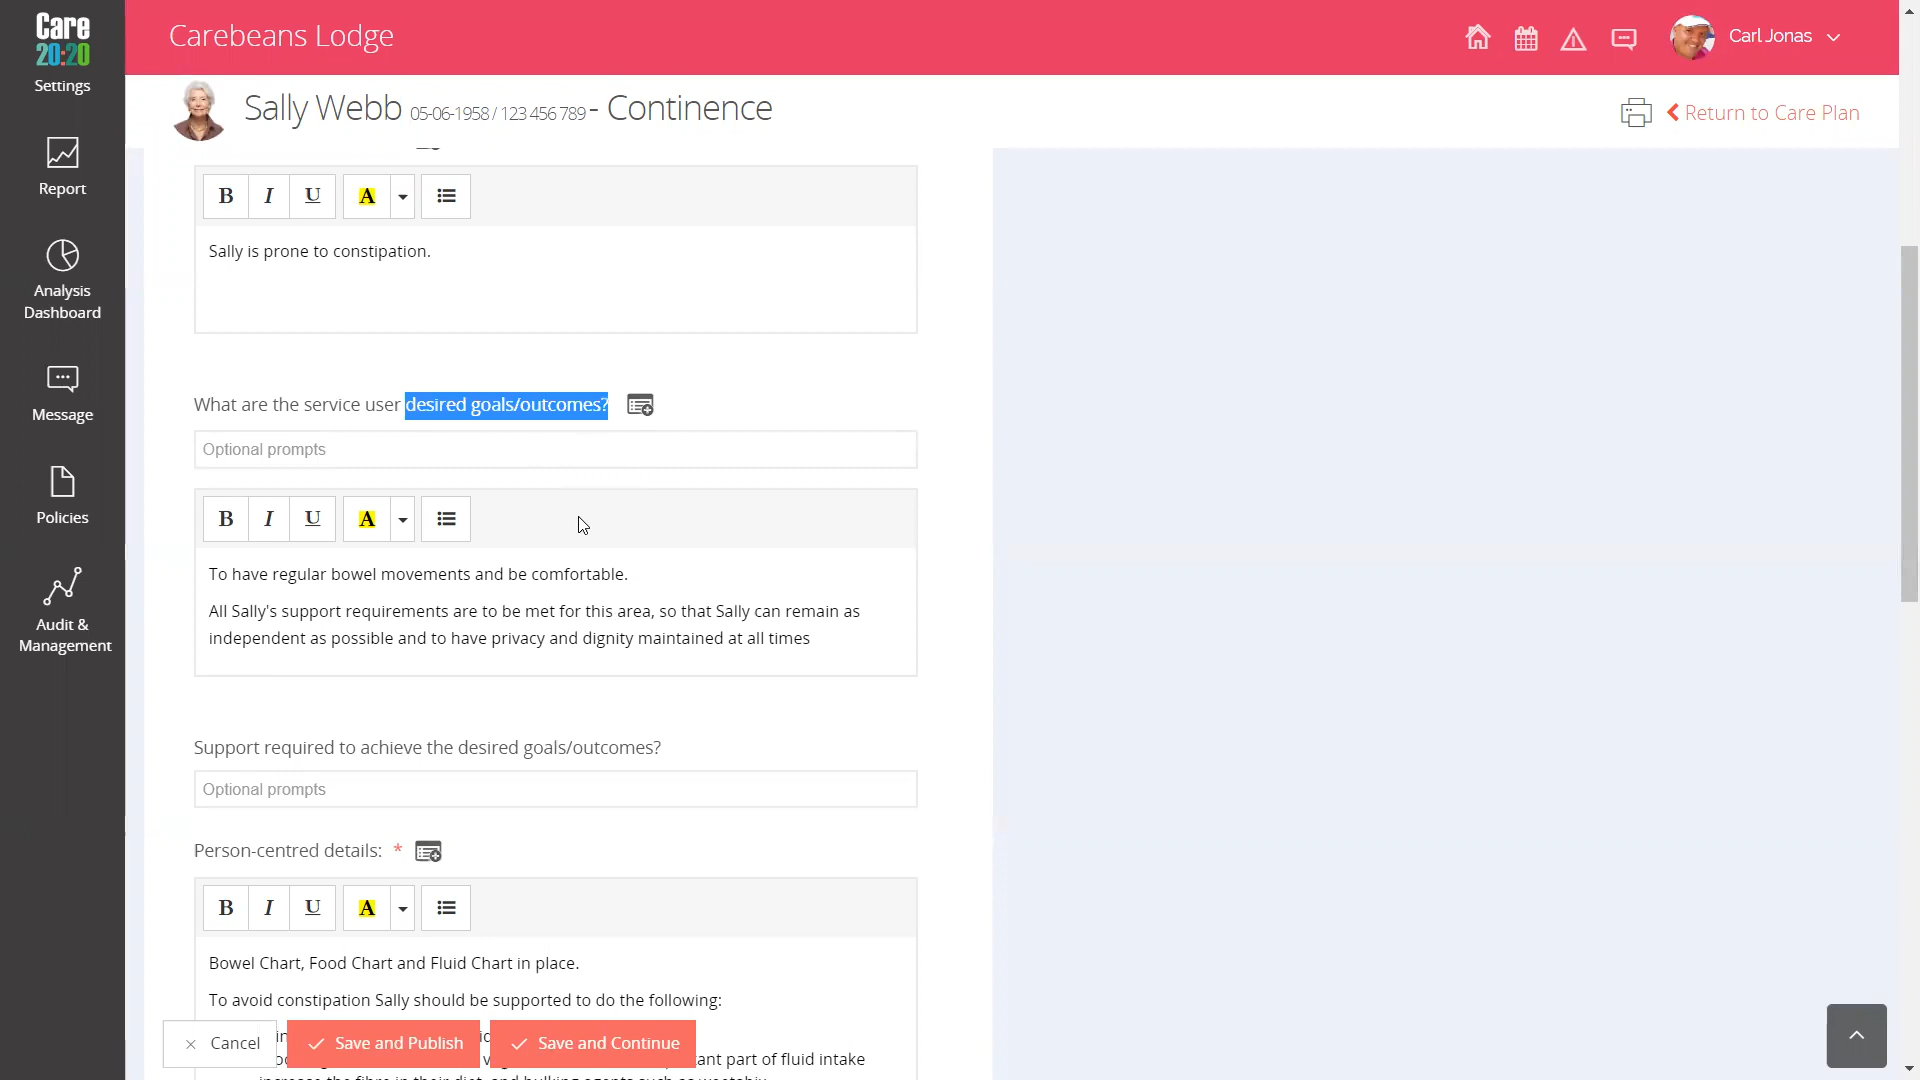 Care
20:20
Settings
Report
Analysis
Dashboard
Message
Policies
Audit &
Management
Carebeans Lodge
Carl Jonas
Sally Webb 05-06-1958 / 123 456 789 - Continence
Return to Care Plan
B I U A
Sally is prone to constipation.
What are the service user desired goals/outcomes?
Optional prompts
B I U A
To have regular bowel movements and be comfortable.
All Sally's support requirements are to be met for this area, so that Sally can remain as
independent as possible and to have privacy and dignity maintained at all times
Support required to achieve the desired goals/outcomes?
Optional prompts
Person-centred details: *
B I U A
Bowel Chart, Food Chart and Fluid Chart in place.
To avoid constipation Sally should be supported to do the following:
Cancel
Save and Publish
Save and Continue
part of fluid intake